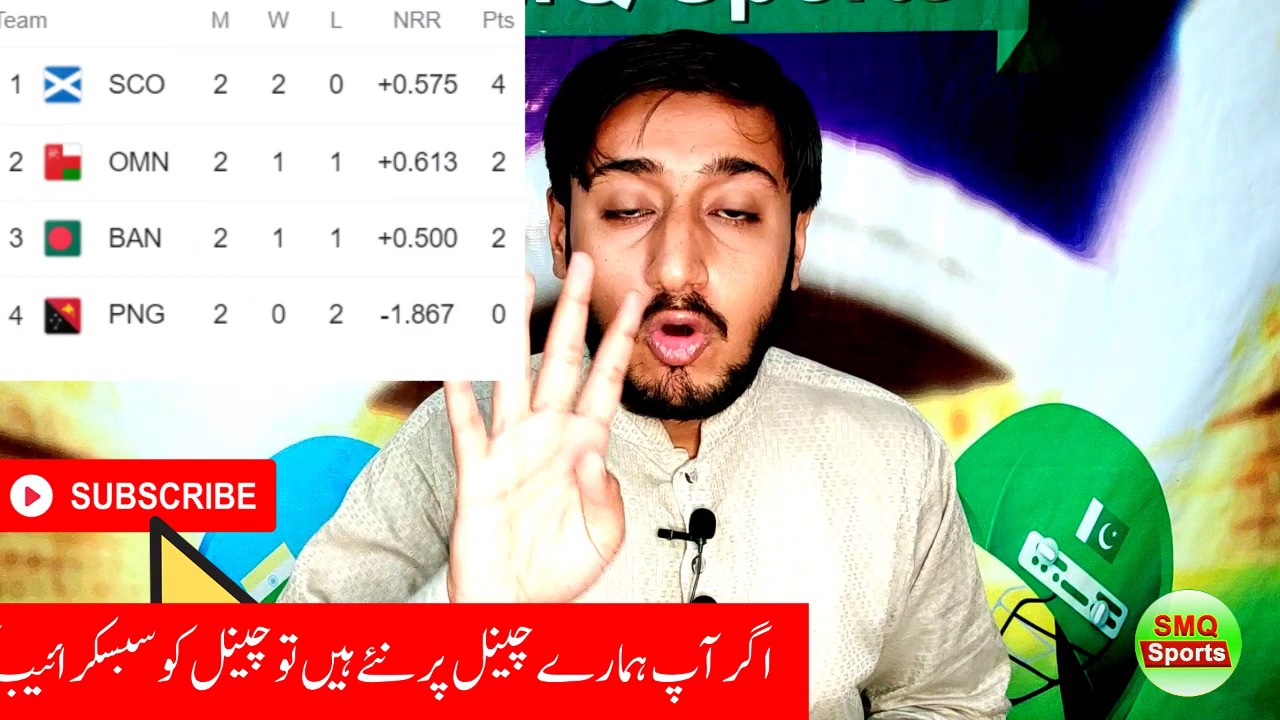 Team M W L NRR Pts
1 SCO 2 2 0 +0.575 4
2 OMN 2 1 1 +0.613 2
3 BAN 2 1 1 +0.500 2
4 PNG 2 0 2 -1.867 0
Sports
SUBSCRIBE
اگر آپ ہمارے چینل پر نئے ہیں تو چینل کو سبسکرائیب
SMQ
Sports